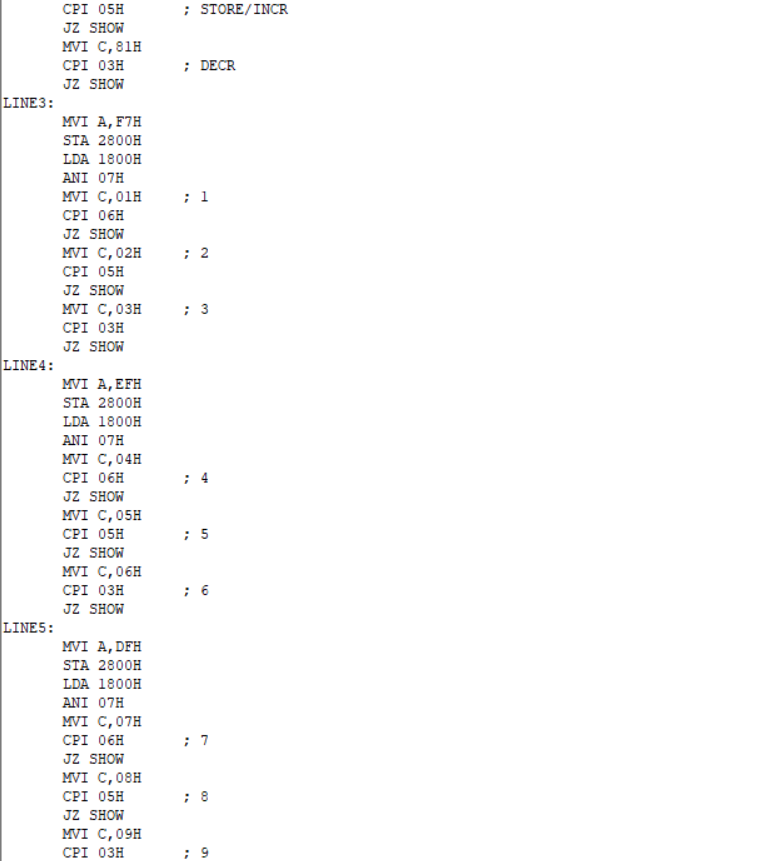 CPI 05H ; STORE/INCR
JZ SHOW
MVI C,81H
CPI 03H ; DECR
JZ SHOW
LINE3:
MVI A,F7H
STA 2800H
LDA 1800H
ANI 07H
MVI C,01H ; 1
CPI 06H
JZ SHOW
MVI C,02H ; 2
CPI 05H
JZ SHOW
MVI C,03H ; 3
CPI 03H
JZ SHOW
LINE4:
MVI A,EFH
STA 2800H
LDA 1800H
ANI 07H
MVI C,04H
CPI 06H ; 4
JZ SHOW
MVI C,05H
CPI 05H ; 5
JZ SHOW
MVI C,06H
CPI 03H ; 6
JZ SHOW
LINE5:
MVI A,DFH
STA 2800H
LDA 1800H
ANI 07H
MVI C,07H
CPI 06H ; 7
JZ SHOW
MVI C,08H
CPI 05H ; 8
JZ SHOW
MVI C,09H
CPI 03H ; 9